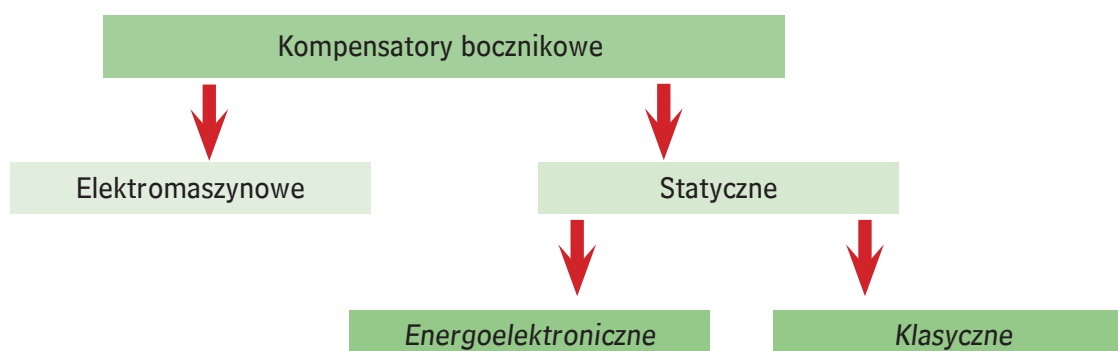 Kompensatory bocznikowe
Elektromaszynowe
Statyczne
Energoelektroniczne
Klasyczne